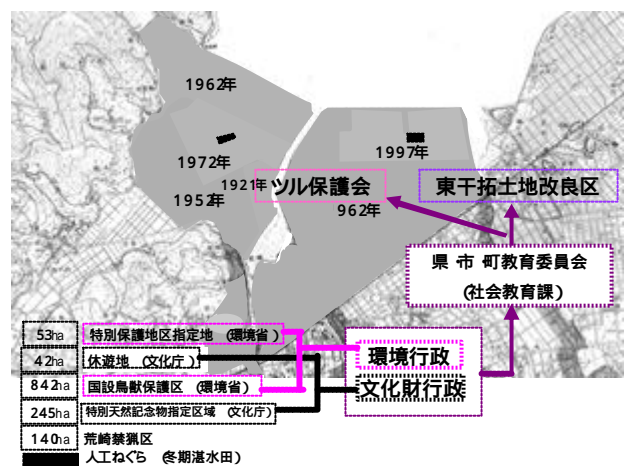 1962年
1972年
1997年
1921年
ツル保護会
東干拓土地改良区
1952年
962年
県 市 町教育委員会
(社会教育課)
53ha 特別保護地区指定地 (環境省)
42ha 休遊地 (文化庁)
環境行政
842ha 国設鳥獣保護区 (環境省)
文化財行政
245ha 特別天然記念物指定区域 (文化庁)
140ha 荒崎禁猟区
人工ねぐら (冬期湛水田)